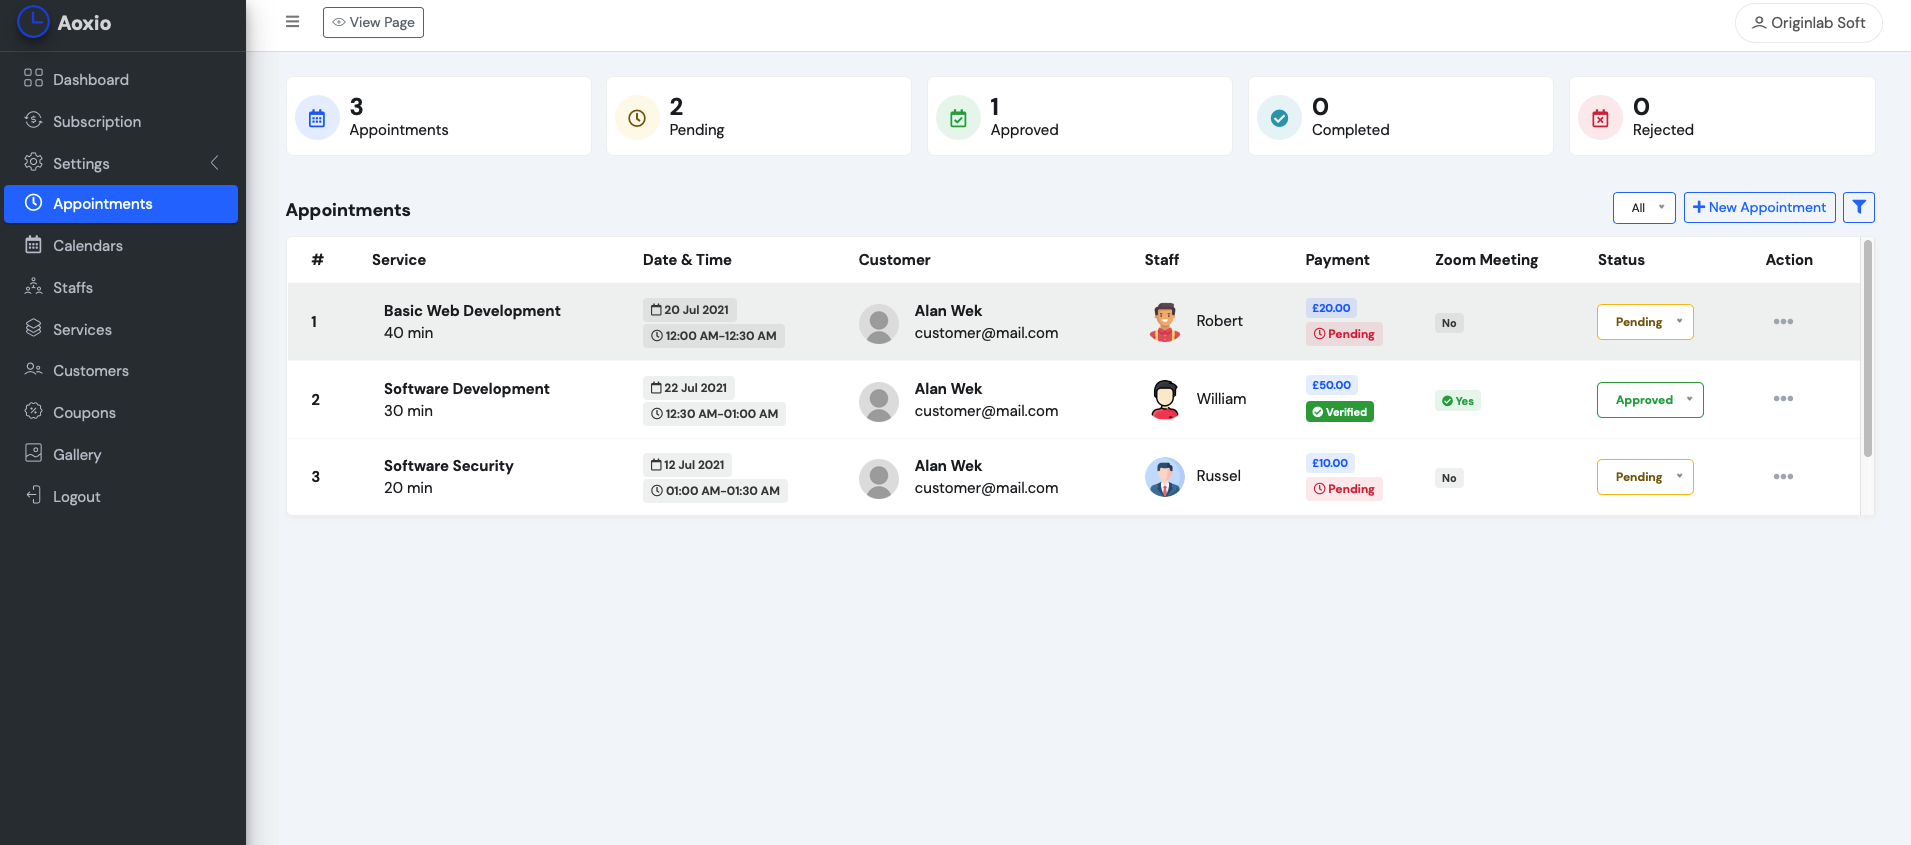 Aoxio
View Page
Originlab Soft
Dashboard
Subscription
Settings
Appointments
Calendars
Staffs
Services
Customers
Coupons
Gallery
Logout
3
Appointments
2
Pending
1
Approved
0
Completed
0
Rejected
Appointments
All
New Appointment
# Service Date & Time Customer Staff Payment Zoom Meeting Status Action
1
Basic Web Development
40 min
20 Jul 2021
12:00 AM-12:30 AM
Alan Wek
customer@mail.com
Robert
£20.00
Pending
No
Pending
2
Software Development
30 min
22 Jul 2021
12:30 AM-01:00 AM
Alan Wek
customer@mail.com
William
£50.00
Verified
Yes
Approved
3
Software Security
20 min
12 Jul 2021
01:00 AM-01:30 AM
Alan Wek
customer@mail.com
Russel
£10.00
Pending
No
Pending